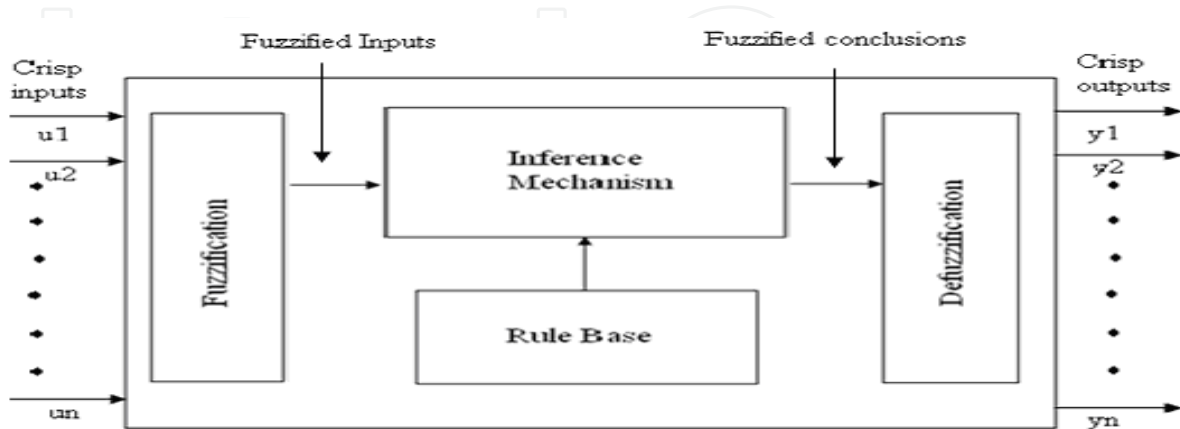 Fuzzified Inputs
Fuzzified conclusions
Crisp
inputs
Crisp
outputs
u1
u2
un
Fuzzification
Inference
Mechanism
Rule Base
Defuzzification
y1
y2
yn